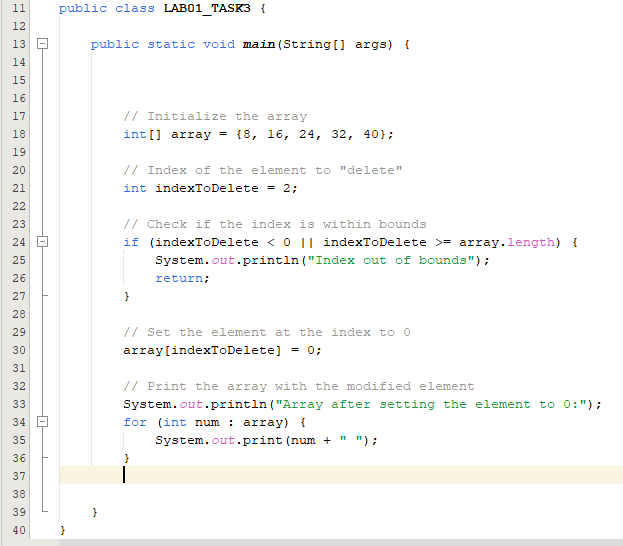 11 public class LAB01_TASK3 {
12
13     public static void main(String[] args) {
14
15
16
17         // Initialize the array
18         int[] array = {8, 16, 24, 32, 40};
19
20         // Index of the element to "delete"
21         int indexToDelete = 2;
22
23         // Check if the index is within bounds
24         if (indexToDelete < 0 || indexToDelete >= array.length) {
25             System.out.println("Index out of bounds");
26             return;
27         }
28
29         // Set the element at the index to 0
30         array[indexToDelete] = 0;
31
32         // Print the array with the modified element
33         System.out.println("Array after setting the element to 0:");
34         for (int num : array) {
35             System.out.print(num + " ");
36         }
37
38
39     }
40 }